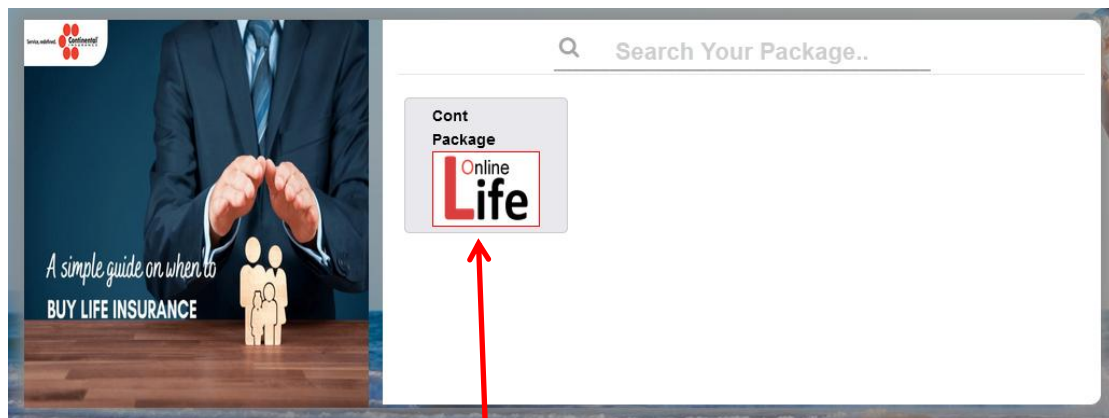 Service, redefined.
Continental
INSURANCE
A simple guide on when to
BUY LIFE INSURANCE
Search Your Package..
Cont
Package
Online
Life